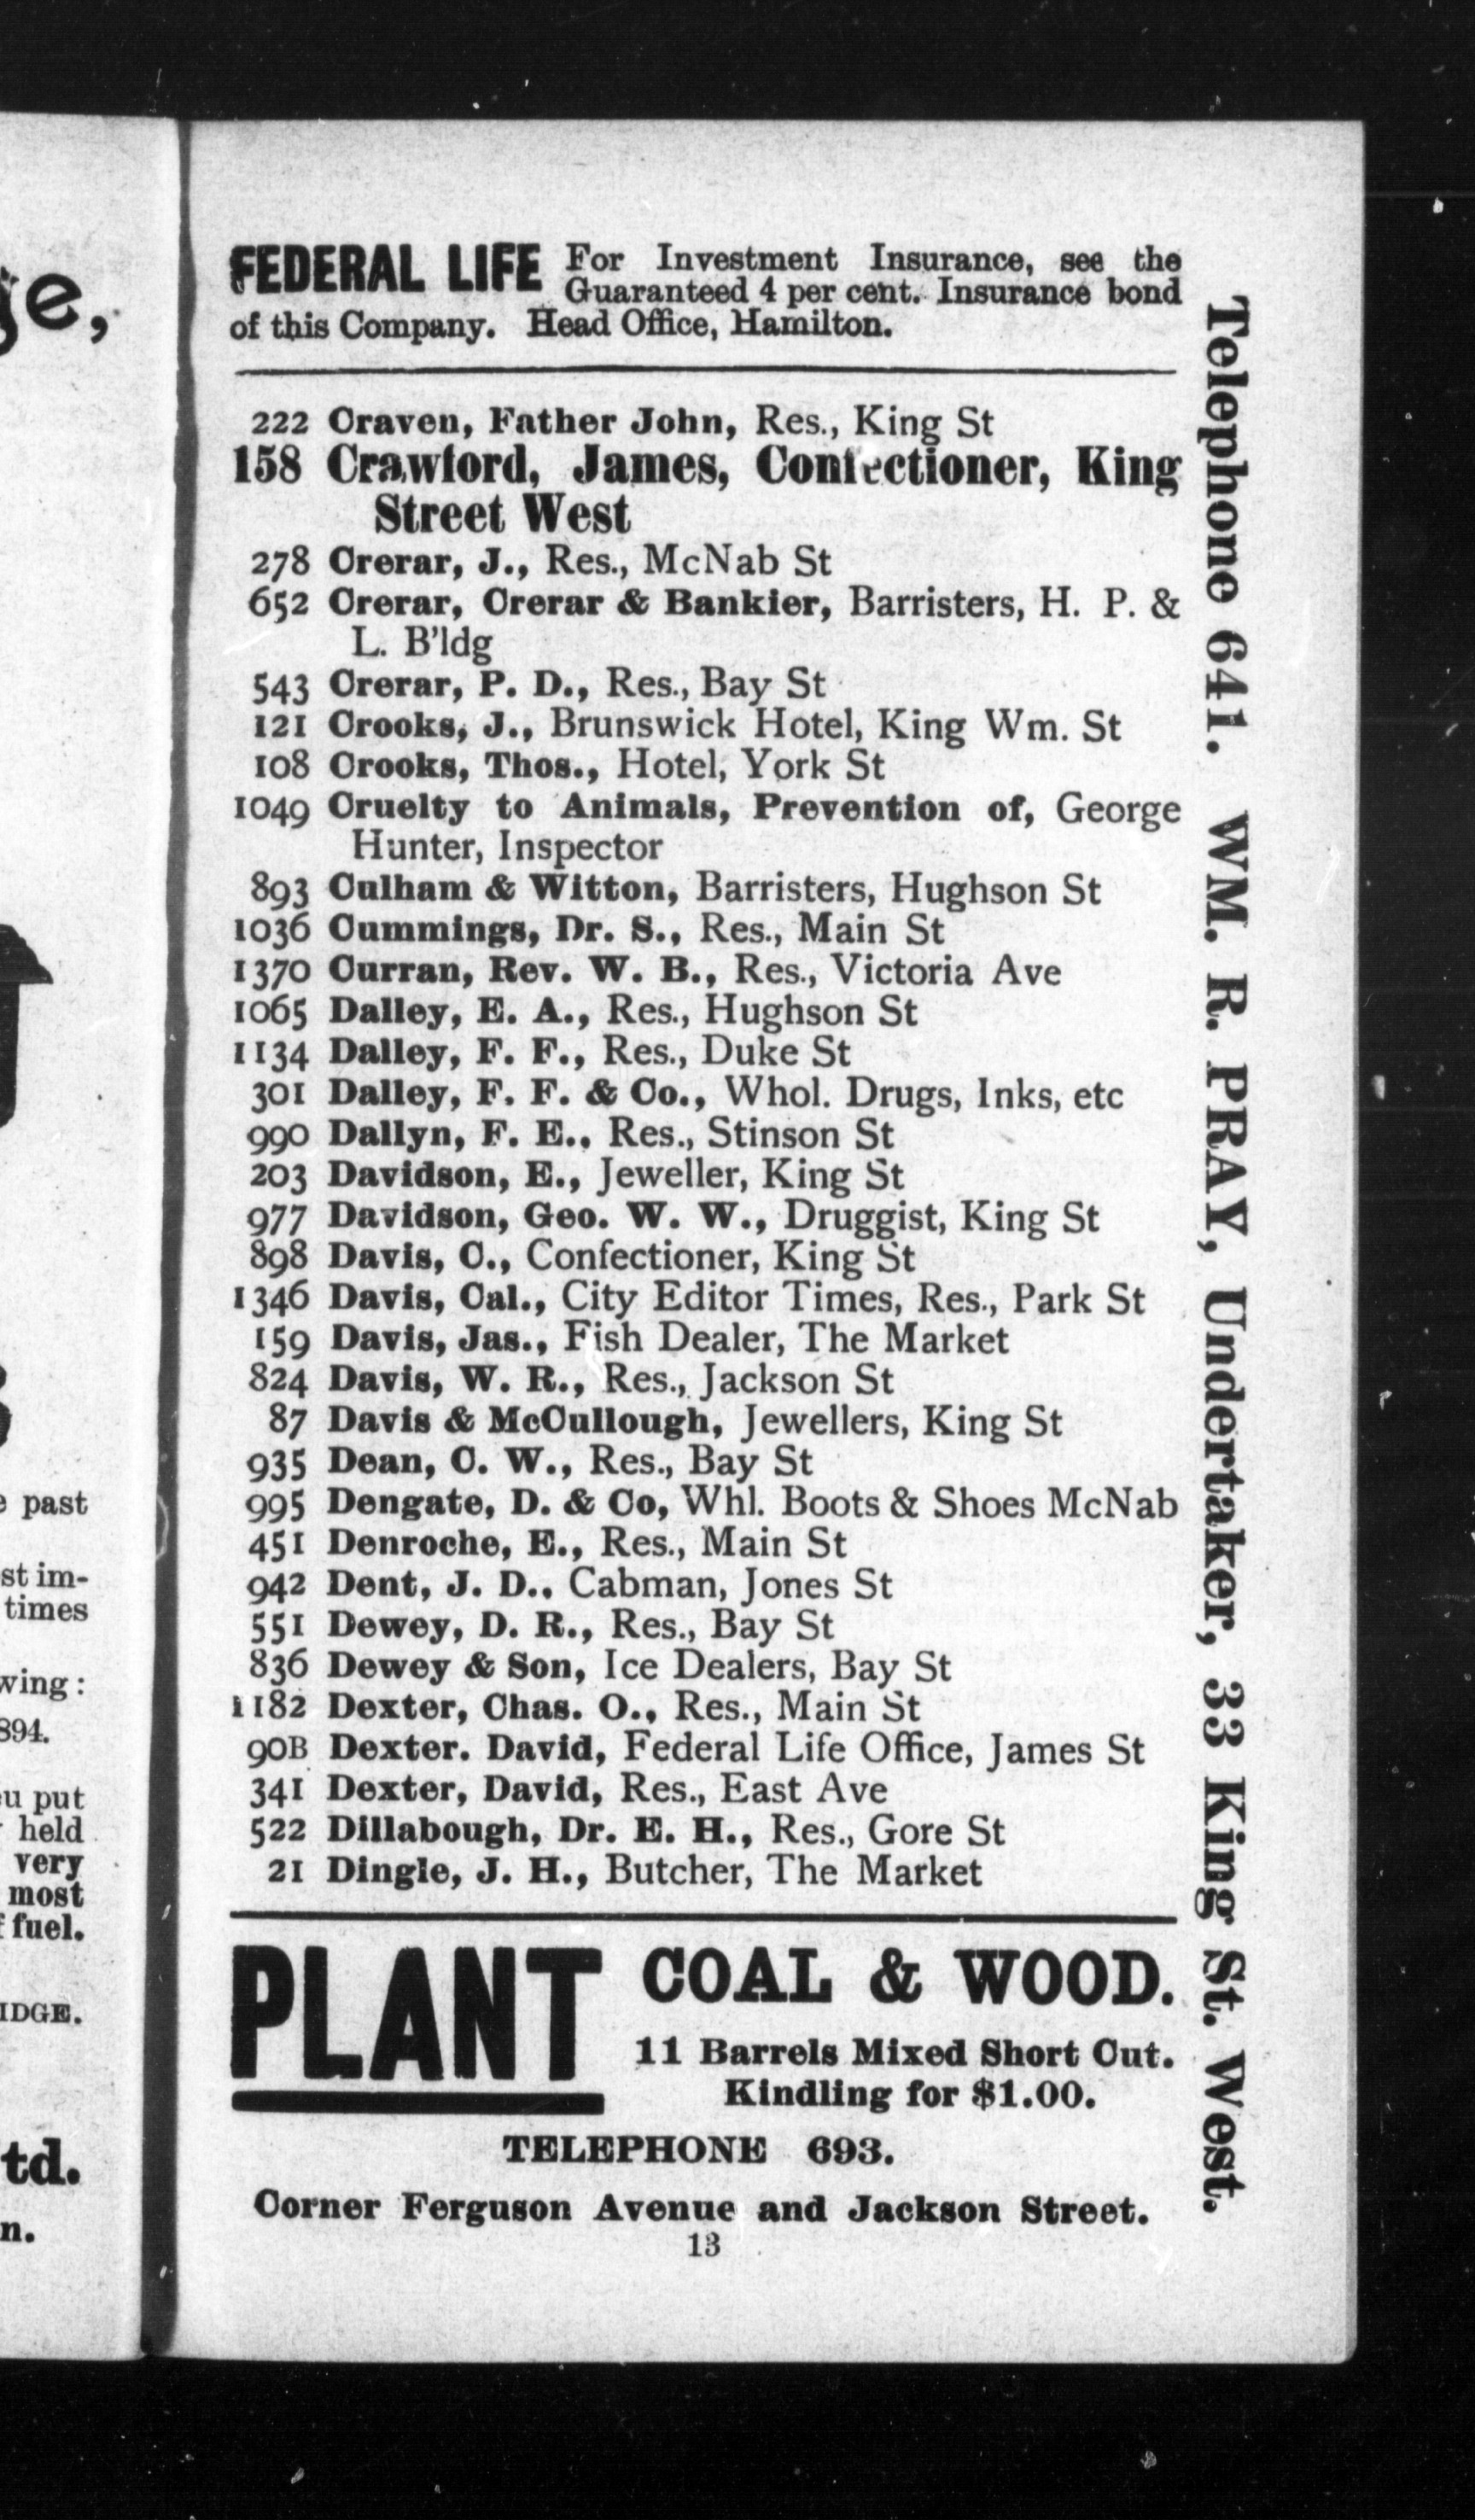 ge,
past
st im-
times
wing :
894.
u put
held
very
most
fuel.
IDGE.
td.
n.
FEDERAL LIFE For Investment Insurance, see the
Guaranteed 4 per cent. Insurance bond
of this Company. Head Office, Hamilton.
222 Craven, Father John, Res., King St
158 Crawford, James, Confectioner, King
Street West
278 Crerar, J., Res., McNab St
652 Crerar, Crerar & Bankier, Barristers, H. P. &
L. B'ldg
543 Crerar, P. D., Res., Bay St
121 Crooks, J., Brunswick Hotel, King Wm. St
108 Crooks, Thos., Hotel, York St
1049 Cruelty to Animals, Prevention of, George
Hunter, Inspector
893 Culham & Witton, Barristers, Hughson St
1036 Cummings, Dr. S., Res., Main St
1370 Curran, Rev. W. B., Res., Victoria Ave
1065 Dalley, E. A., Res., Hughson St
1134 Dalley, F. F., Res., Duke St
301 Dalley, F. F. & Co., Whol. Drugs, Inks, etc
990 Dallyn, F. E., Res., Stinson St
203 Davidson, E., Jeweller, King St
977 Davidson, Geo. W. W., Druggist, King St
898 Davis, C., Confectioner, King St
1346 Davis, Cal., City Editor Times, Res., Park St
159 Davis, Jas., Fish Dealer, The Market
824 Davis, W. R., Res., Jackson St
87 Davis & McCullough, Jewellers, King St
935 Dean, C. W., Res., Bay St
995 Dengate, D. & Co, Whl. Boots & Shoes McNab
451 Denroche, E., Res., Main St
942 Dent, J. D., Cabman, Jones St
551 Dewey, D. R., Res., Bay St
836 Dewey & Son, Ice Dealers, Bay St
1182 Dexter, Chas. O., Res., Main St
90B Dexter. David, Federal Life Office, James St
341 Dexter, David, Res., East Ave
522 Dillabough, Dr. E. H., Res., Gore St
21 Dingle, J. H., Butcher, The Market
PLANT COAL & WOOD.
11 Barrels Mixed Short Cut.
Kindling for $1.00.
TELEPHONE 693.
Corner Ferguson Avenue and Jackson Street.
13
Telephone 641. WM. R. PRAY, Undertaker, 33 King St. West.